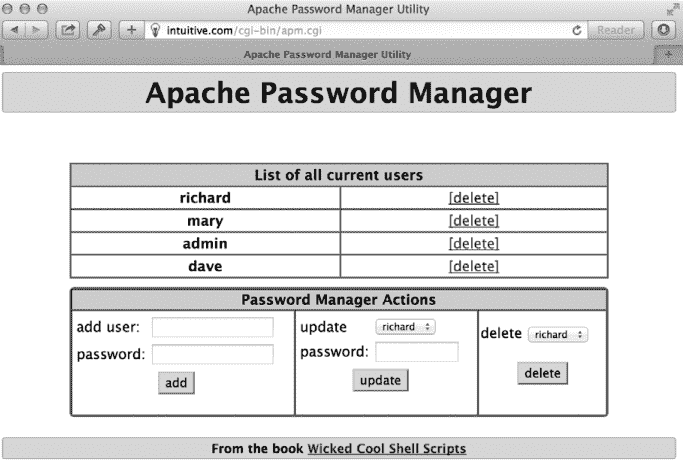 Apache Password Manager Utility
intuitive.com/cgi-bin/apm.cgi Reader
Apache Password Manager Utility
Apache Password Manager
List of all current users
richard [delete]
mary [delete]
admin [delete]
dave [delete]
Password Manager Actions
add user: update richard delete richard
password: password:
add update delete
From the book Wicked Cool Shell Scripts